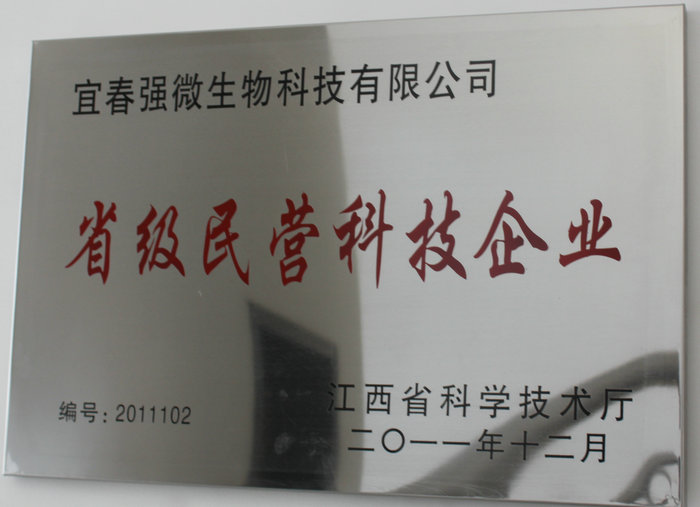 宜春强微生物科技有限公司
省级民营科技企业
编号：2011102
江西省科学技术厅
二〇一一年十二月